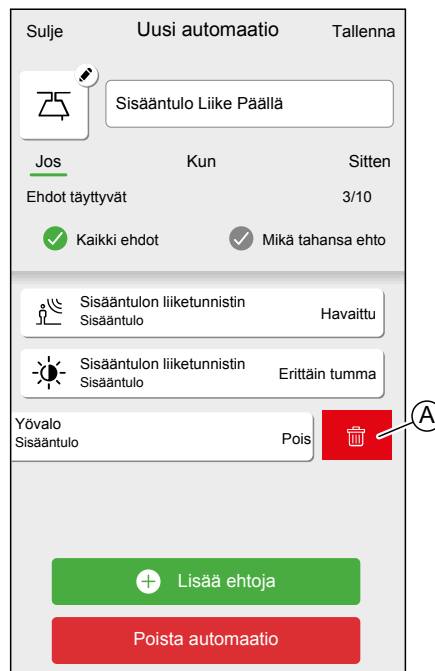 Sulje Uusi automaatio Tallenna
Sisääntulo Liike Päällä
Jos Kun Sitten
Ehdot täyttyvät 3/10
Kaikki ehdot Mikä tahansa ehto
Sisääntulon liiketunnistin
Sisääntulo
Havaittu
Sisääntulon liiketunnistin
Sisääntulo
Erittäin tumma
Yövalo
Sisääntulo
Pois
A
Lisää ehtoja
Poista automaatio